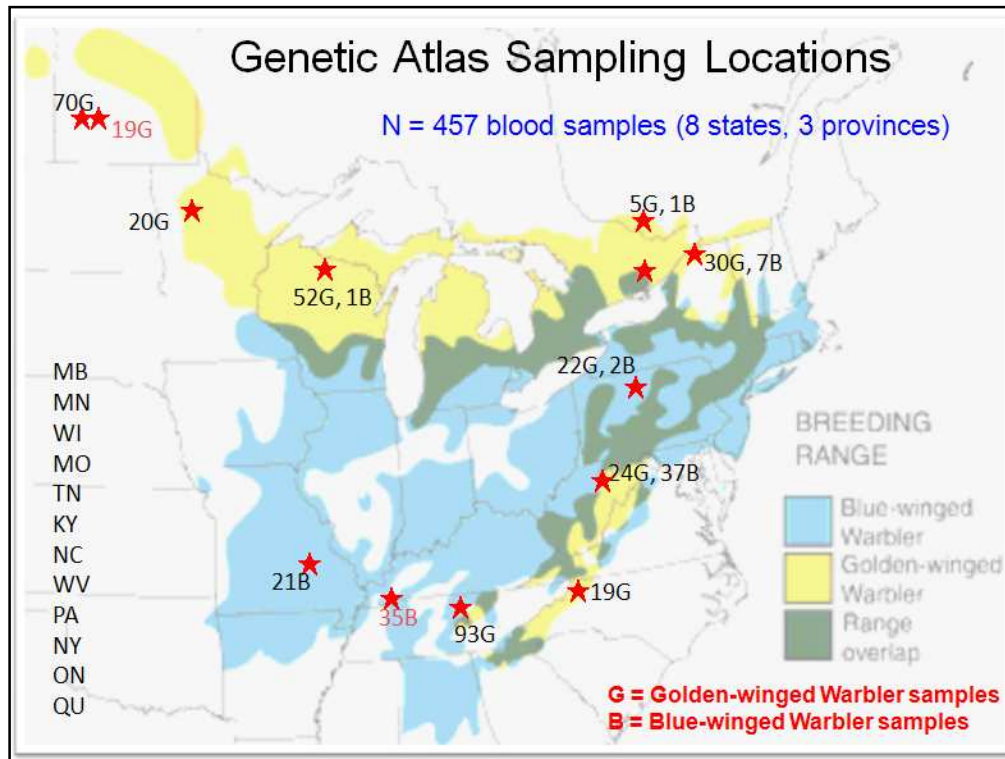 Genetic Atlas Sampling Locations
N = 457 blood samples (8 states, 3 provinces)
70G
19G
20G
5G, 1B
30G, 7B
52G, 1B
22G, 2B
24G, 37B
21B
35B
93G
19G
MB
MN
WI
MO
TN
KY
NC
WV
PA
NY
ON
QU
BREEDING
RANGE
Blue-winged
Warbler
Golden-winged
Warbler
Range
overlap
G = Golden-winged Warbler samples
B = Blue-winged Warbler samples